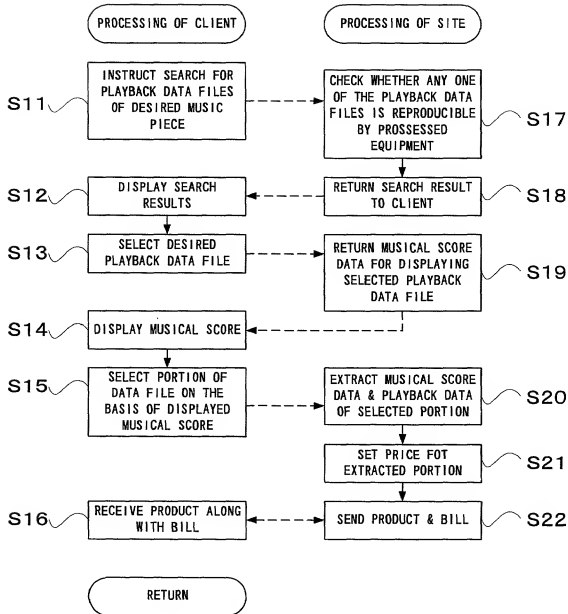 PROCESSING OF CLIENT
PROCESSING OF SITE
S11
INSTRUCT SEARCH FOR
PLAYBACK DATA FILES
OF DESIRED MUSIC
PIECE
CHECK WHETHER ANY ONE
OF THE PLAYBACK DATA
FILES IS REPRODUCIBLE
BY PROSSESSED
EQUIPMENT
S17
S12
DISPLAY SEARCH
RESULTS
RETURN SEARCH RESULT
TO CLIENT
S18
S13
SELECT DESIRED
PLAYBACK DATA FILE
RETURN MUSICAL SCORE
DATA FOR DISPLAYING
SELECTED PLAYBACK
DATA FILE
S19
S14
DISPLAY MUSICAL SCORE
S15
SELECT PORTION OF
DATA FILE ON THE
BASIS OF DISPLAYED
MUSICAL SCORE
EXTRACT MUSICAL SCORE
DATA & PLAYBACK DATA
OF SELECTED PORTION
S20
SET PRICE FOT
EXTRACTED PORTION
S21
S16
RECEIVE PRODUCT ALONG
WITH BILL
SEND PRODUCT & BILL
S22
RETURN